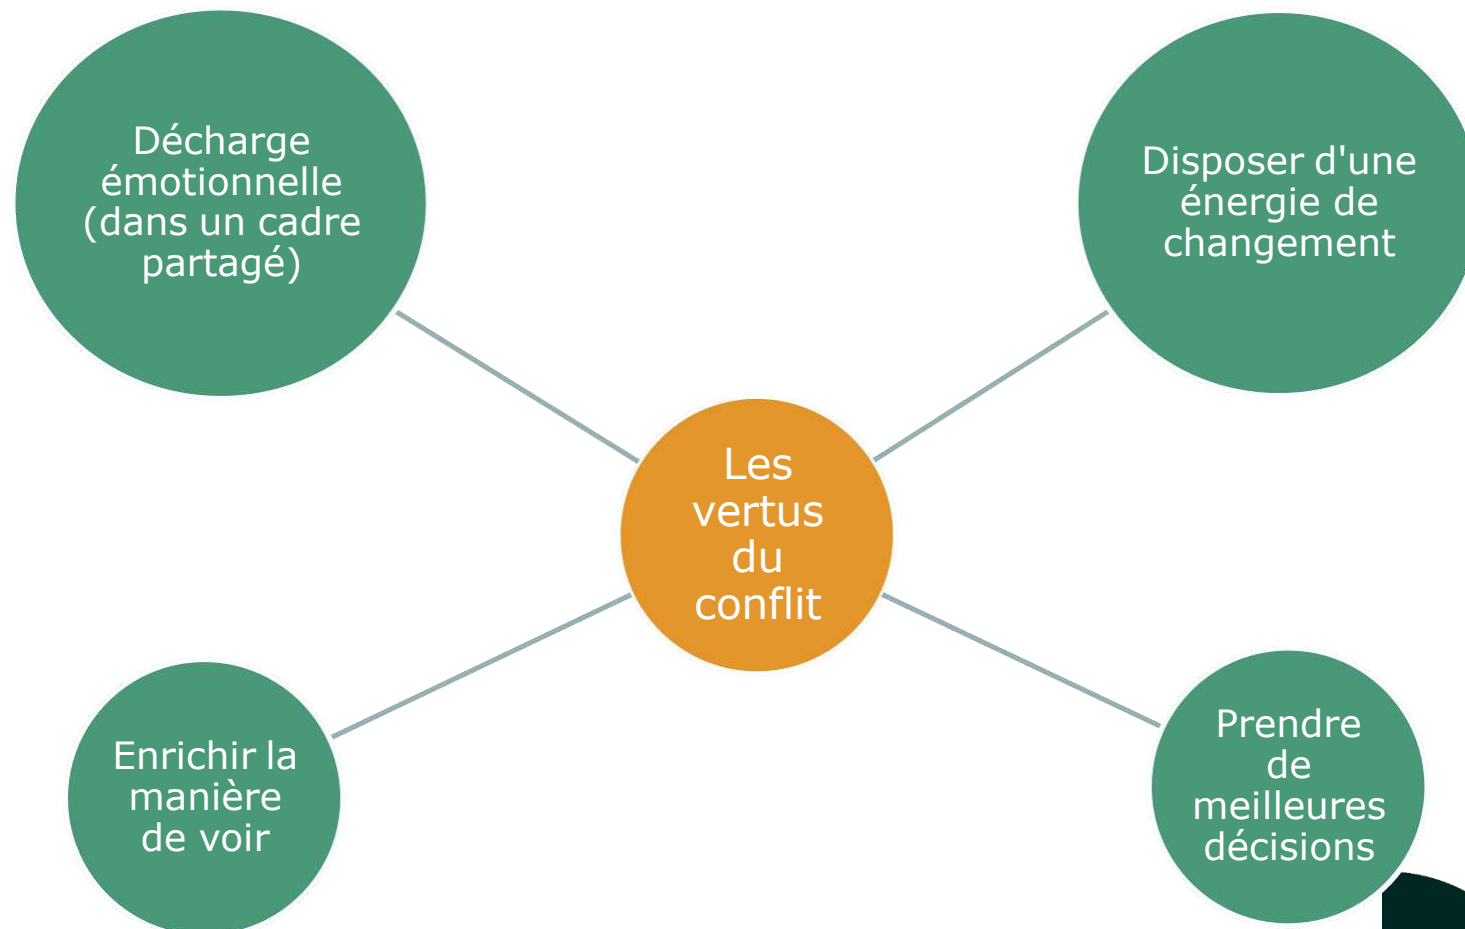 Décharge
émotionnelle
(dans un cadre
partagé)
Disposer d'une
énergie de
changement
Les
vertus
du
conflit
Enrichir la
manière
de voir
Prendre
de
meilleures
décisions